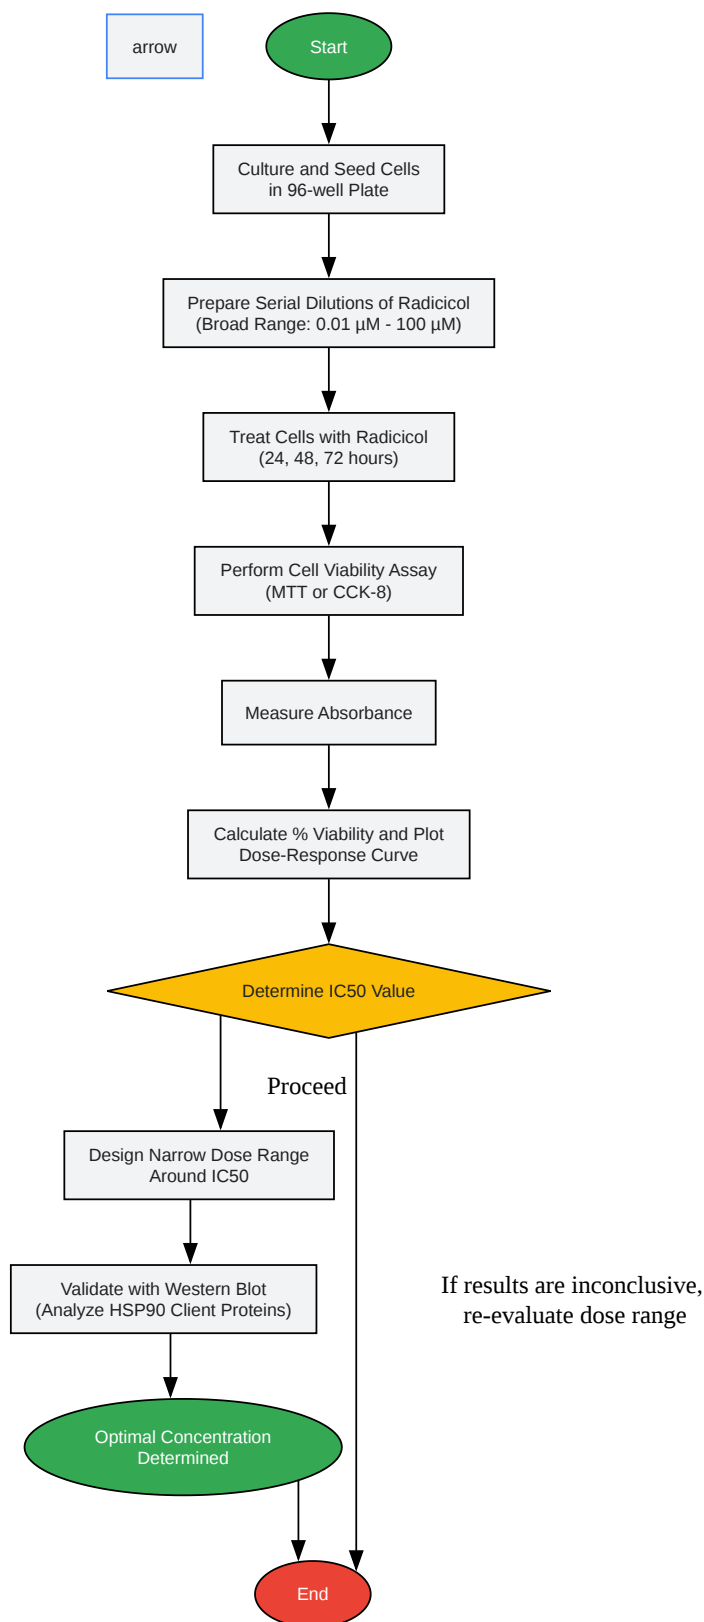 arrow
Start
Culture and Seed Cells
in 96-well Plate
Prepare Serial Dilutions of Radicicol
(Broad Range: 0.01 µM - 100 µM)
Treat Cells with Radicicol
(24, 48, 72 hours)
Perform Cell Viability Assay
(MTT or CCK-8)
Measure Absorbance
Calculate % Viability and Plot
Dose-Response Curve
Determine IC50 Value
Proceed
Design Narrow Dose Range
Around IC50
If results are inconclusive,
re-evaluate dose range
Validate with Western Blot
(Analyze HSP90 Client Proteins)
Optimal Concentration
Determined
End